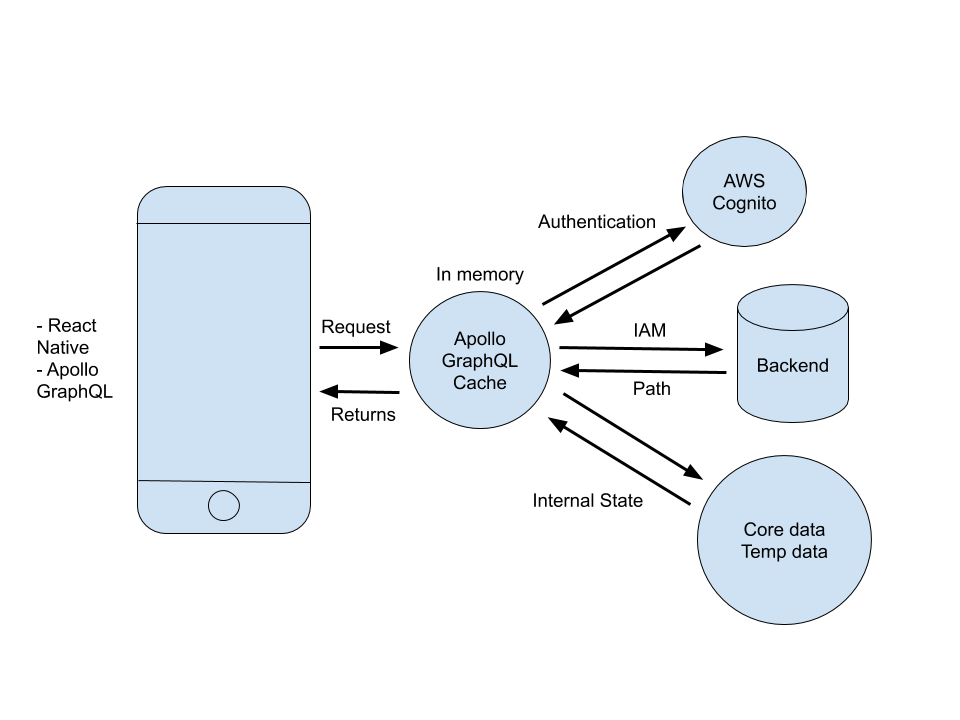 - React
Native
- Apollo
GraphQL
Request
Returns
In memory
Apollo
GraphQL
Cache
Authentication
AWS
Cognito
IAM
Path
Backend
Internal State
Core data
Temp data